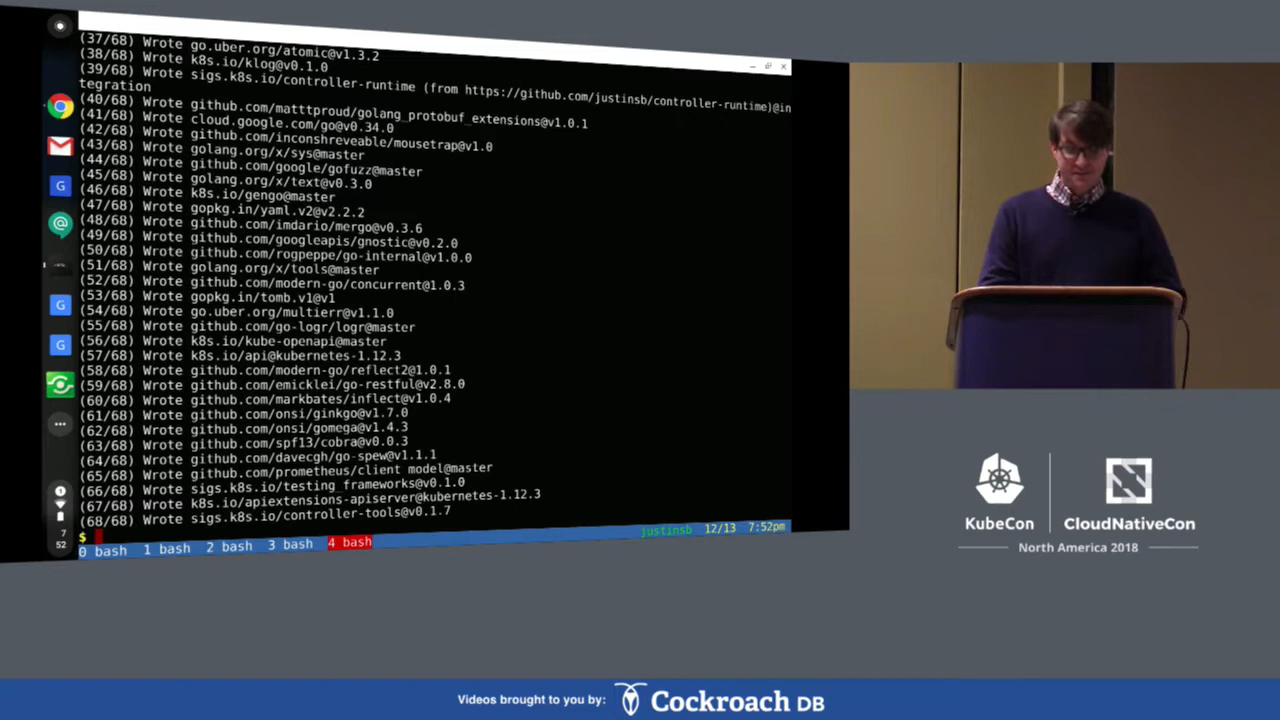 (37/68) Wrote go.uber.org/atomic@v1.3.2
(38/68) Wrote k8s.io/klog@v0.1.0
(39/68) Wrote sigs.k8s.io/controller-runtime (from https://github.com/justinsb/controller-runtime)@in
tegration
(40/68) Wrote github.com/matttproud/golang_protobuf_extensions@v1.0.1
(41/68) Wrote cloud.google.com/go@v0.34.0
(42/68) Wrote github.com/inconshreveable/mousetrap@v1.0
(43/68) Wrote golang.org/x/sys@master
(44/68) Wrote github.com/google/gofuzz@master
(45/68) Wrote golang.org/x/text@v0.3.0
(46/68) Wrote k8s.io/gengo@master
(47/68) Wrote gopkg.in/yaml.v2@v2.2.2
(48/68) Wrote github.com/imdario/mergo@v0.3.6
(49/68) Wrote github.com/googleapis/gnostic@v0.2.0
(50/68) Wrote github.com/rogpeppe/go-internal@v1.0.0
(51/68) Wrote golang.org/x/tools@master
(52/68) Wrote github.com/modern-go/concurrent@1.0.3
(53/68) Wrote gopkg.in/tomb.v1@v1
(54/68) Wrote go.uber.org/multierr@v1.1.0
(55/68) Wrote github.com/go-logr/logr@master
(56/68) Wrote k8s.io/kube-openapi@master
(57/68) Wrote k8s.io/api@kubernetes-1.12.3
(58/68) Wrote github.com/modern-go/reflect2@1.0.1
(59/68) Wrote github.com/emicklei/go-restful@v2.8.0
(60/68) Wrote github.com/markbates/inflect@v1.0.4
(61/68) Wrote github.com/onsi/ginkgo@v1.7.0
(62/68) Wrote github.com/onsi/gomega@v1.4.3
(63/68) Wrote github.com/spf13/cobra@v0.0.3
(64/68) Wrote github.com/davecgh/go-spew@v1.1.1
(65/68) Wrote github.com/prometheus/client_model@master
(66/68) Wrote sigs.k8s.io/testing_frameworks@v0.1.0
(67/68) Wrote k8s.io/apiextensions-apiserver@kubernetes-1.12.3
(68/68) Wrote sigs.k8s.io/controller-tools@v0.1.7
$
0 bash 1 bash 2 bash 3 bash 4 bash justinsb 12/13 7:52pm
7
52
KubeCon CloudNativeCon
North America 2018
Videos brought to you by: Cockroach DB